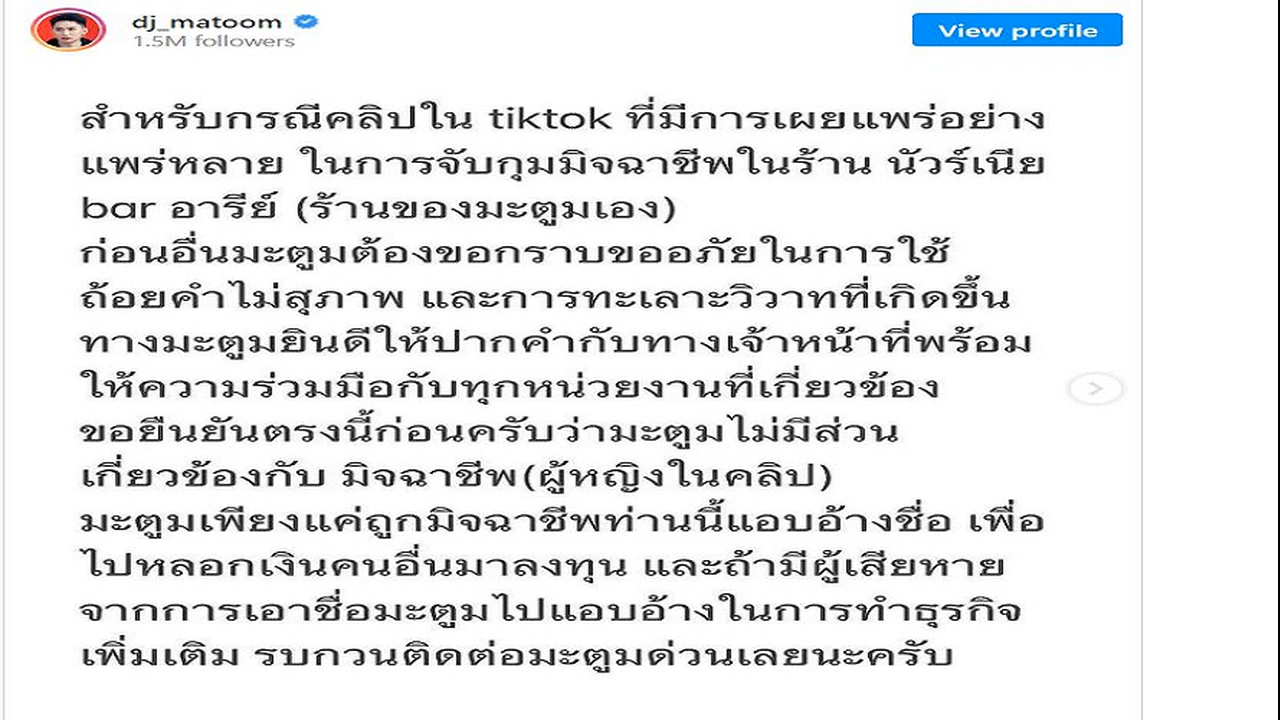 dj_matoom
1.5M followers
View profile
สำหรับกรณีคลิปใน tiktok ที่มีการเผยแพร่อย่าง
แพร่หลาย ในการจับกุมมิจฉาชีพในร้าน นัวร์เนีย
bar อารีย์ (ร้านของมะตูมเอง)
ก่อนอื่นมะตูมต้องขอกราบขออภัยในการใช้
ถ้อยคำไม่สุภาพ และการทะเลาะวิวาทที่เกิดขึ้น
ทางมะตูมยินดีให้ปากคำกับทางเจ้าหน้าที่พร้อม
ให้ความร่วมมือกับทุกหน่วยงานที่เกี่ยวข้อง
ขอยืนยันตรงนี้ก่อนครับว่ามะตูมไม่มีส่วน
เกี่ยวข้องกับ มิจฉาชีพ(ผู้หญิงในคลิป)
มะตูมเพียงแค่ถูกมิจฉาชีพท่านนี้แอบอ้างชื่อ เพื่อ
ไปหลอกเงินคนอื่นมาลงทุน และถ้ามีผู้เสียหาย
จากการเอาชื่อมะตูมไปแอบอ้างในการทำธุรกิจ
เพิ่มเติม รบกวนติดต่อมะตูมด่วนเลยนะครับ